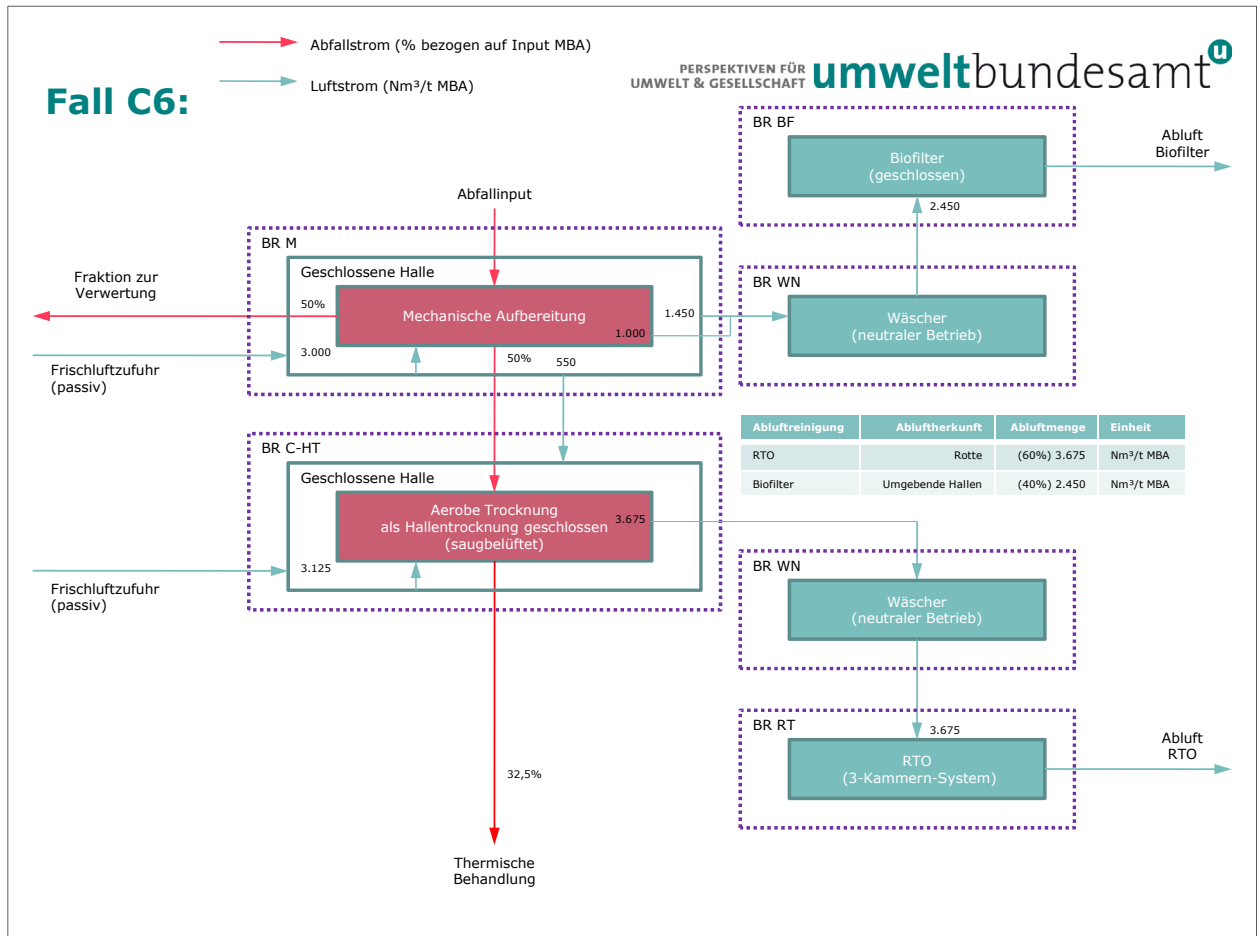 Abfallstrom (% bezogen auf Input MBA)
Luftstrom (Nm³/t MBA)
PERSPEKTIVEN FÜR
UMWELT & GESELLSCHAFT
umweltbundesamt
u
Fall C6:
BR BF
Biofilter
(geschlossen)
2.450
Abluft
Biofilter
Abfallinput
BR M
Geschlossene Halle
Fraktion zur
Verwertung
50%
Mechanische Aufbereitung
1.000
1.450
3.000
50%
550
Frischluftzufuhr
(passiv)
BR WN
Wäscher
(neutraler Betrieb)
Abluftreinigung Abluftherkunft Abluftmenge Einheit
RTO Rotte (60%) 3.675 Nm³/t MBA
Biofilter Umgebende Hallen (40%) 2.450 Nm³/t MBA
BR C-HT
Geschlossene Halle
Aerobe Trocknung
als Hallentrocknung geschlossen
(saugbelüftet)
3.675
3.125
Frischluftzufuhr
(passiv)
BR WN
Wäscher
(neutraler Betrieb)
BR RT
3.675
RTO
(3-Kammern-System)
Abluft
RTO
32,5%
Thermische
Behandlung